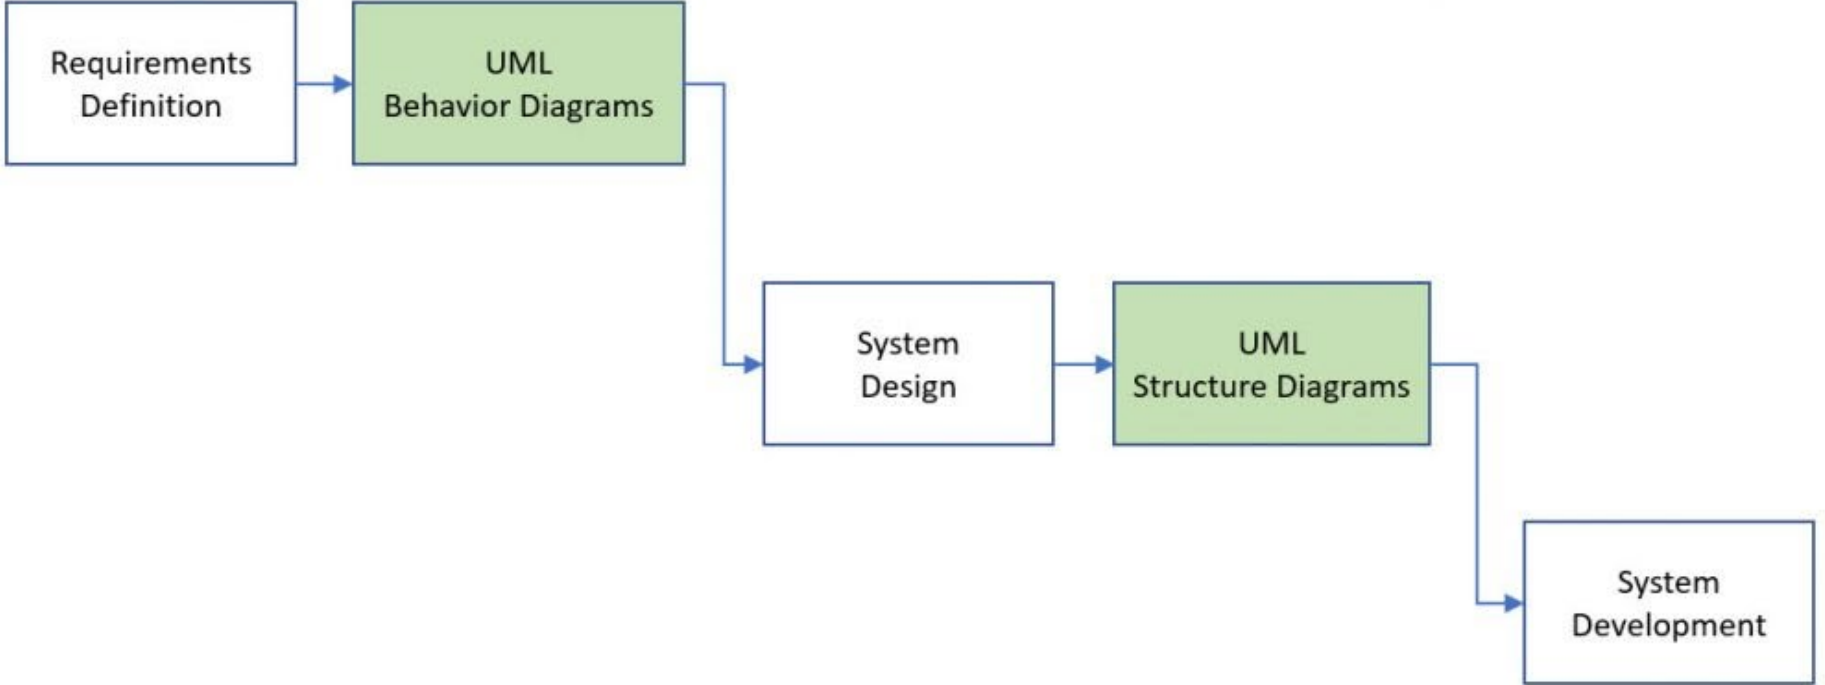 Requirements
Definition
UML
Behavior Diagrams
System
Design
UML
Structure Diagrams
System
Development